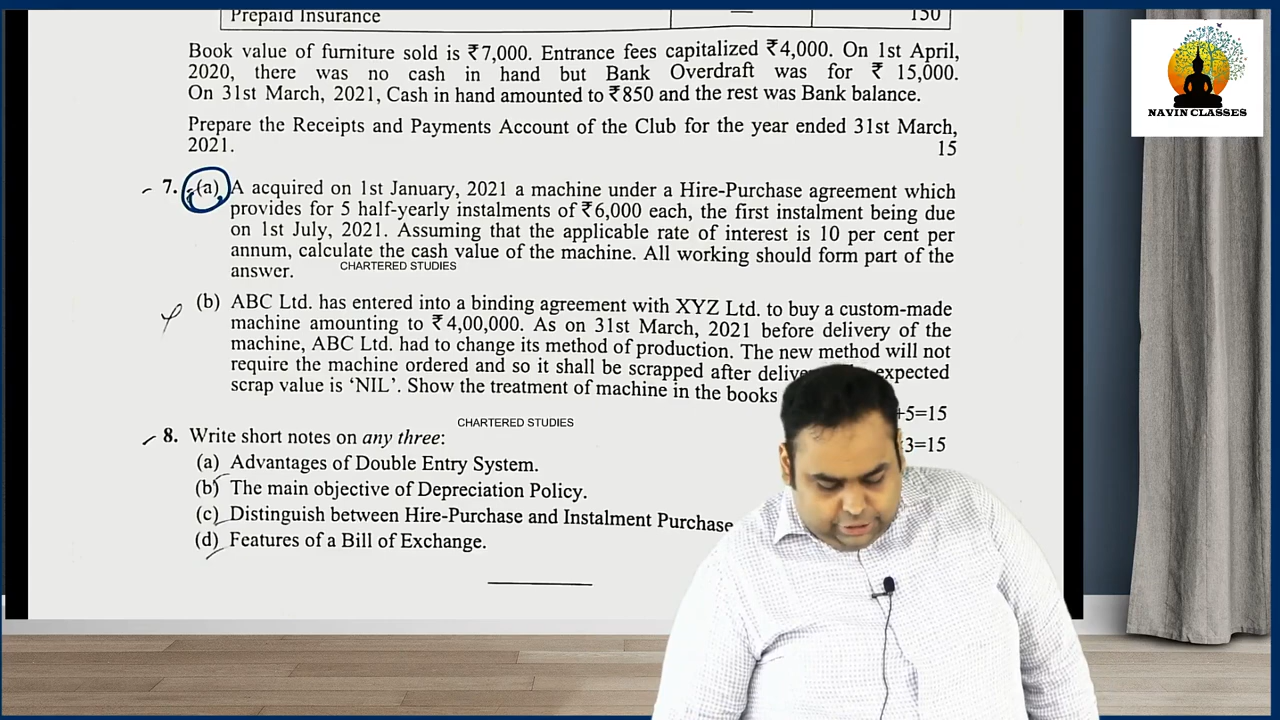 Prepaid Insurance — 150
NAVIN CLASSES
Book value of furniture sold is ₹7,000. Entrance fees capitalized ₹4,000. On 1st April,
2020, there was no cash in hand but Bank Overdraft was for ₹ 15,000.
On 31st March, 2021, Cash in hand amounted to ₹850 and the rest was Bank balance.
Prepare the Receipts and Payments Account of the Club for the year ended 31st March,
2021. 15
7. (a) A acquired on 1st January, 2021 a machine under a Hire-Purchase agreement which
provides for 5 half-yearly instalments of ₹6,000 each, the first instalment being due
on 1st July, 2021. Assuming that the applicable rate of interest is 10 per cent per
annum, calculate the cash value of the machine. All working should form part of the
answer.
CHARTERED STUDIES
(b) ABC Ltd. has entered into a binding agreement with XYZ Ltd. to buy a custom-made
machine amounting to ₹4,00,000. As on 31st March, 2021 before delivery of the
machine, ABC Ltd. had to change its method of production. The new method will not
require the machine ordered and so it shall be scrapped after expected
scrap value is ‘NIL’. Show the treatment of machine in the books
+5=15
CHARTERED STUDIES
8. Write short notes on any three: 3=15
(a) Advantages of Double Entry System.
(b) The main objective of Depreciation Policy.
(c) Distinguish between Hire-Purchase and Instalment Purchase
(d) Features of a Bill of Exchange.